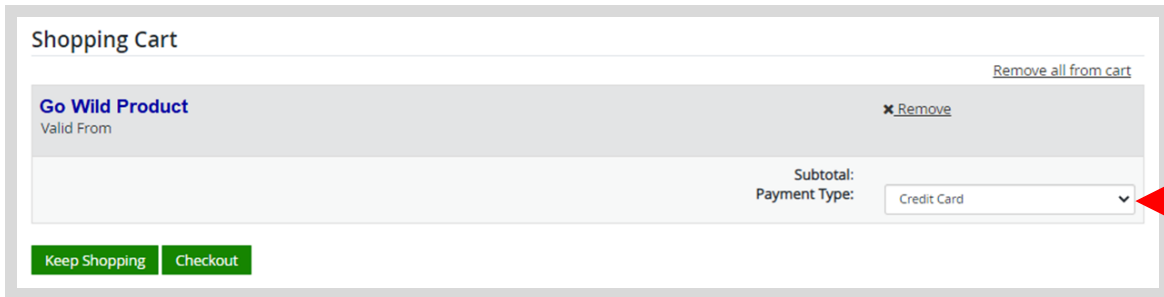 Shopping Cart
Remove all from cart
Go Wild Product
✖ Remove
Valid From
Subtotal:
Payment Type:
Credit Card
Keep Shopping
Checkout